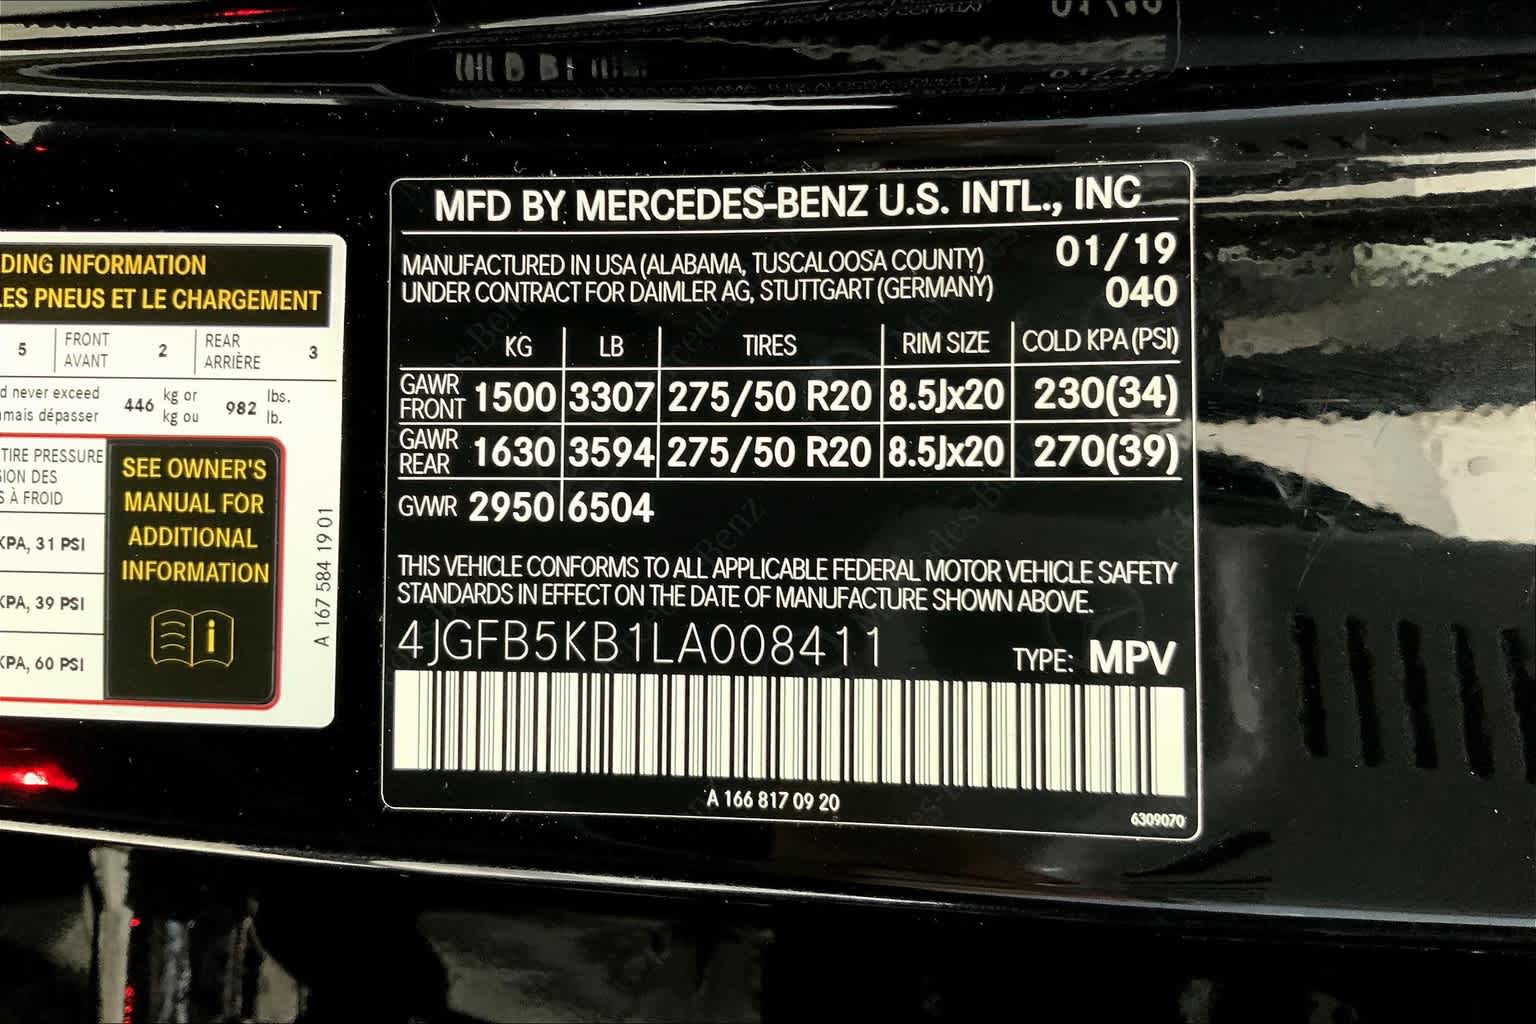 DING INFORMATION
LES PNEUS ET LE CHARGEMENT
5 FRONT AVANT 2 REAR ARRIÈRE 3
never exceed 446 kg or 982 lbs.
dépasser kg ou lb.
TIRE PRESSURE
DES
À FROID
KPA, 31 PSI
KPA, 39 PSI
KPA, 60 PSI
SEE OWNER'S
MANUAL FOR
ADDITIONAL
INFORMATION
i
A 167 584 19 01
MFD BY MERCEDES-BENZ U.S. INTL., INC
MANUFACTURED IN USA (ALABAMA, TUSCALOOSA COUNTY) 01/19
UNDER CONTRACT FOR DAIMLER AG, STUTTGART (GERMANY) 040
KG LB TIRES RIM SIZE COLD KPA (PSI)
GAWR FRONT 1500 3307 275/50 R20 8.5Jx20 230(34)
GAWR REAR 1630 3594 275/50 R20 8.5Jx20 270(39)
GVWR 2950 6504
THIS VEHICLE CONFORMS TO ALL APPLICABLE FEDERAL MOTOR VEHICLE SAFETY
STANDARDS IN EFFECT ON THE DATE OF MANUFACTURE SHOWN ABOVE.
4JGFB5KB1LA008411
TYPE: MPV
A 166 817 09 20
6309070